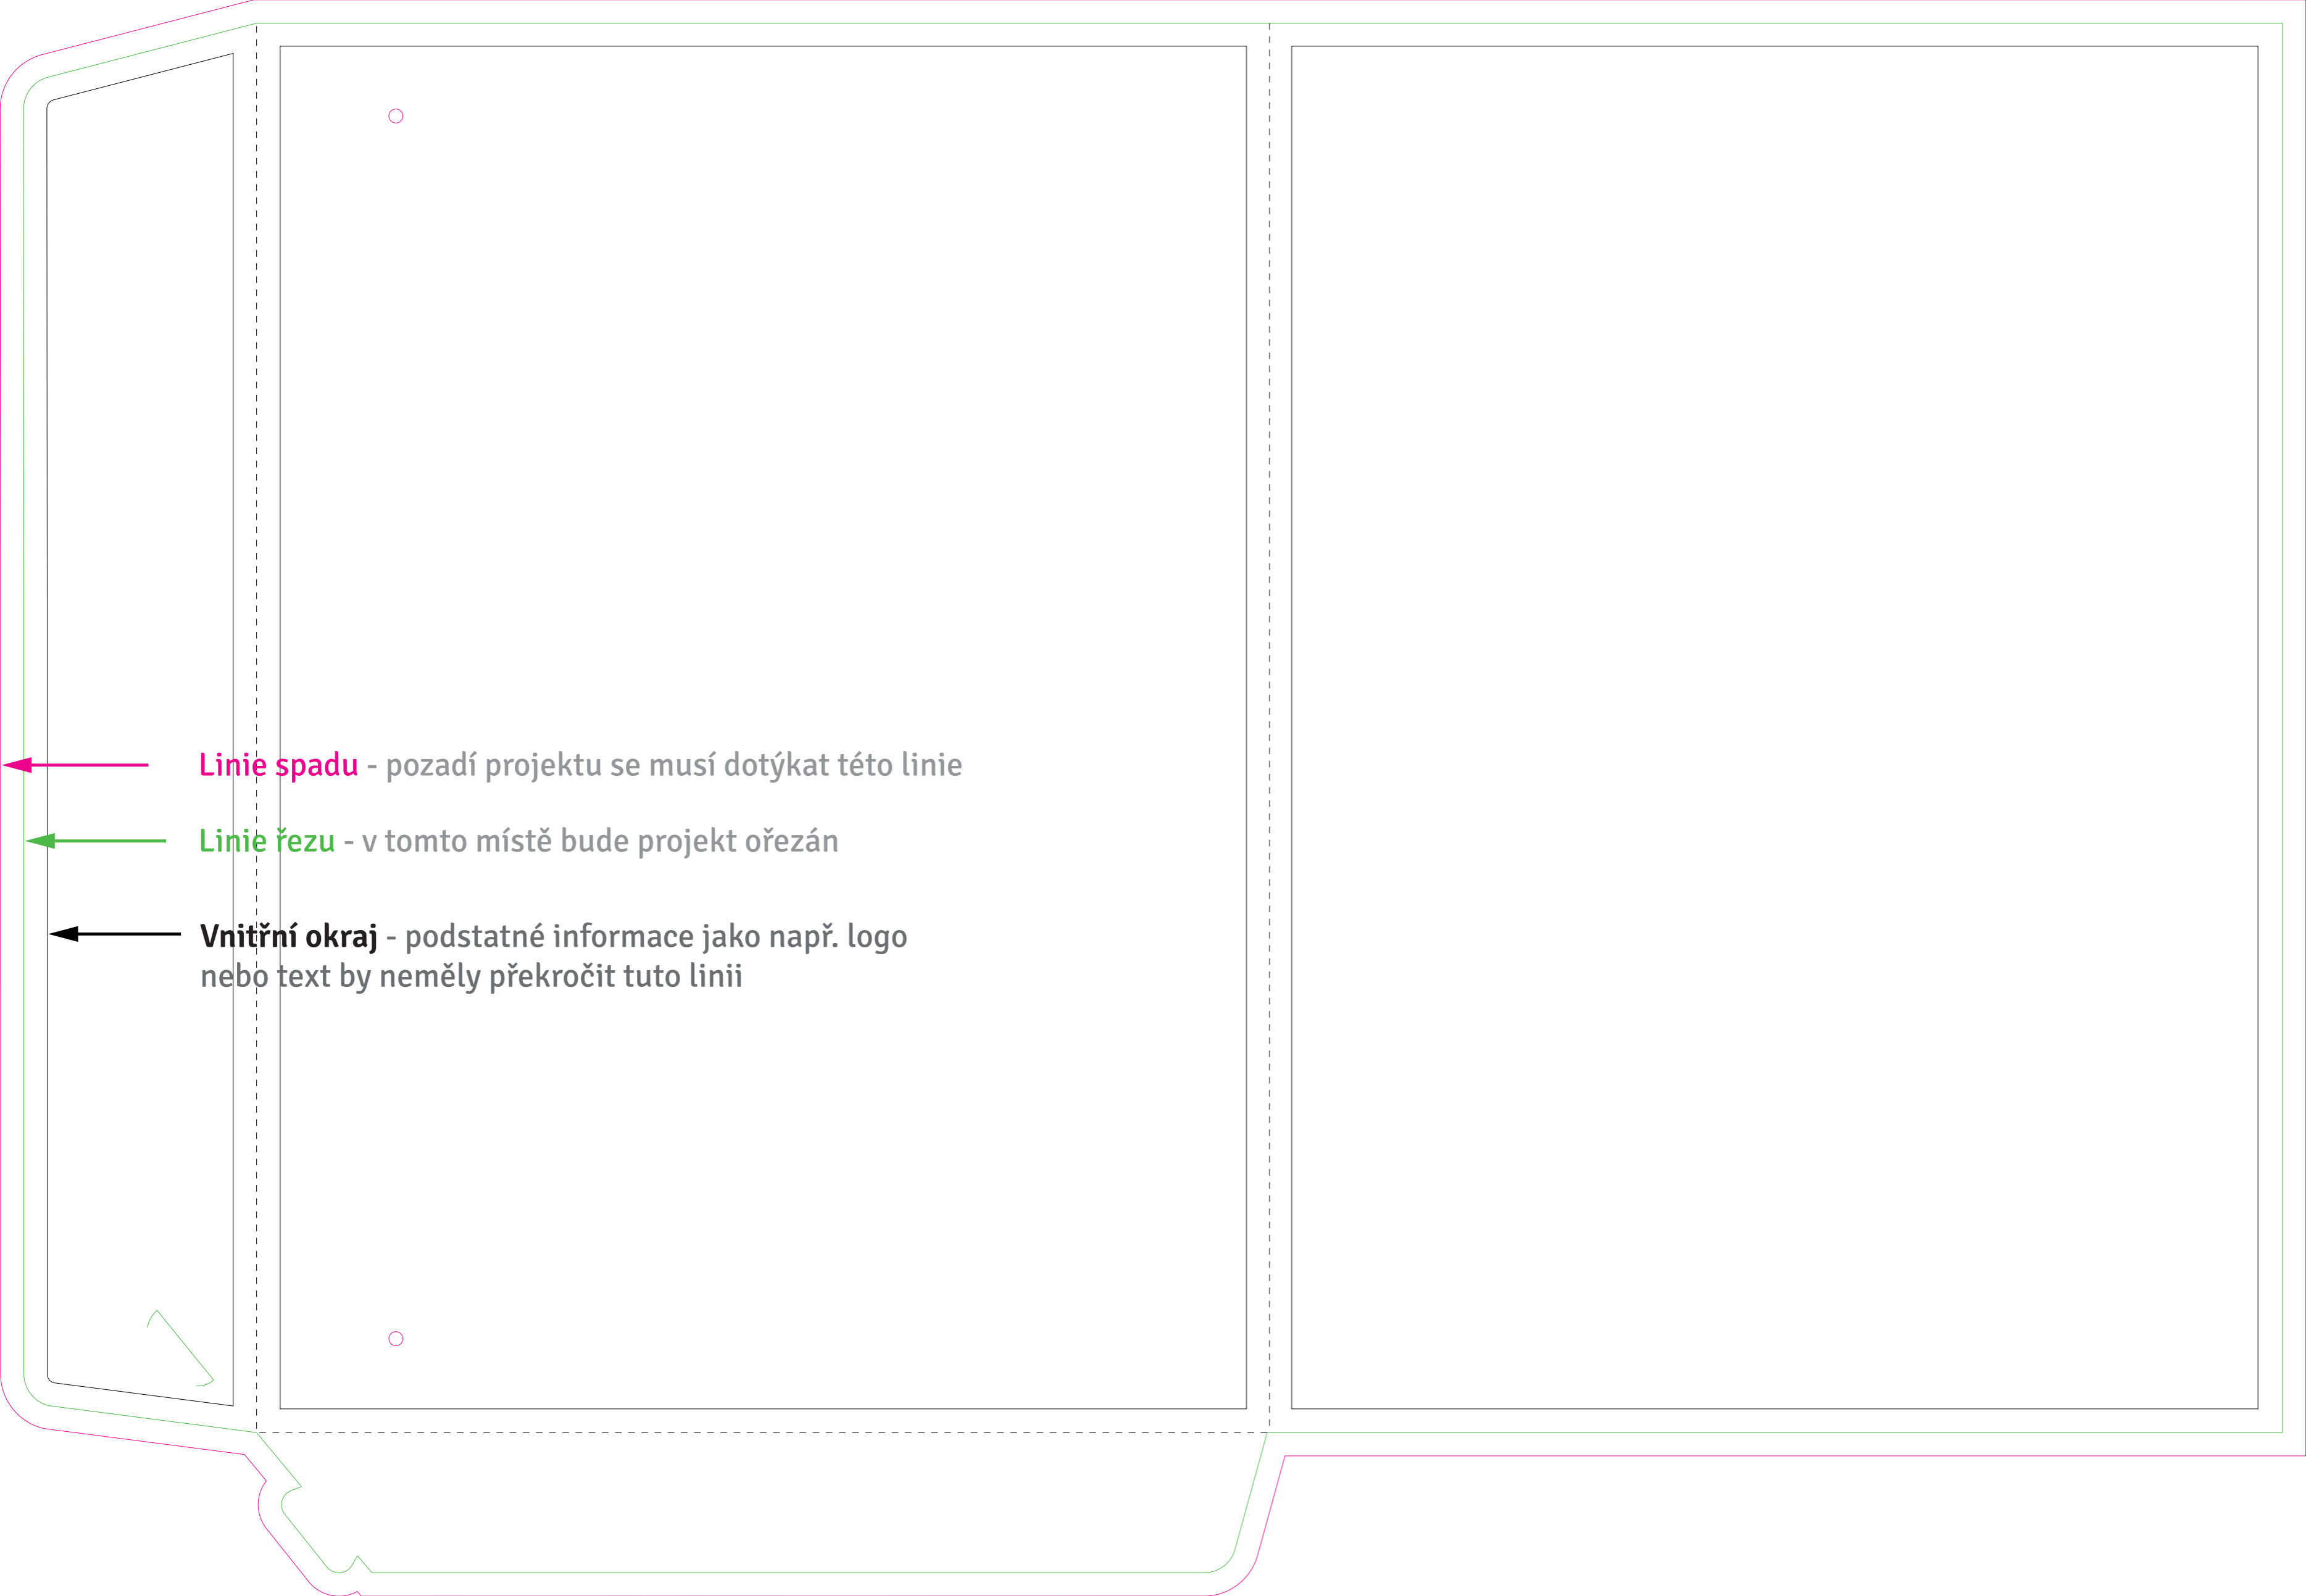 Linie spadu - pozadí projektu se musí dotýkat této linie
Linie řezu - v tomto místě bude projekt ořezán
Vnitřní okraj - podstatné informace jako např. logo
nebo text by neměly překročit tuto linii